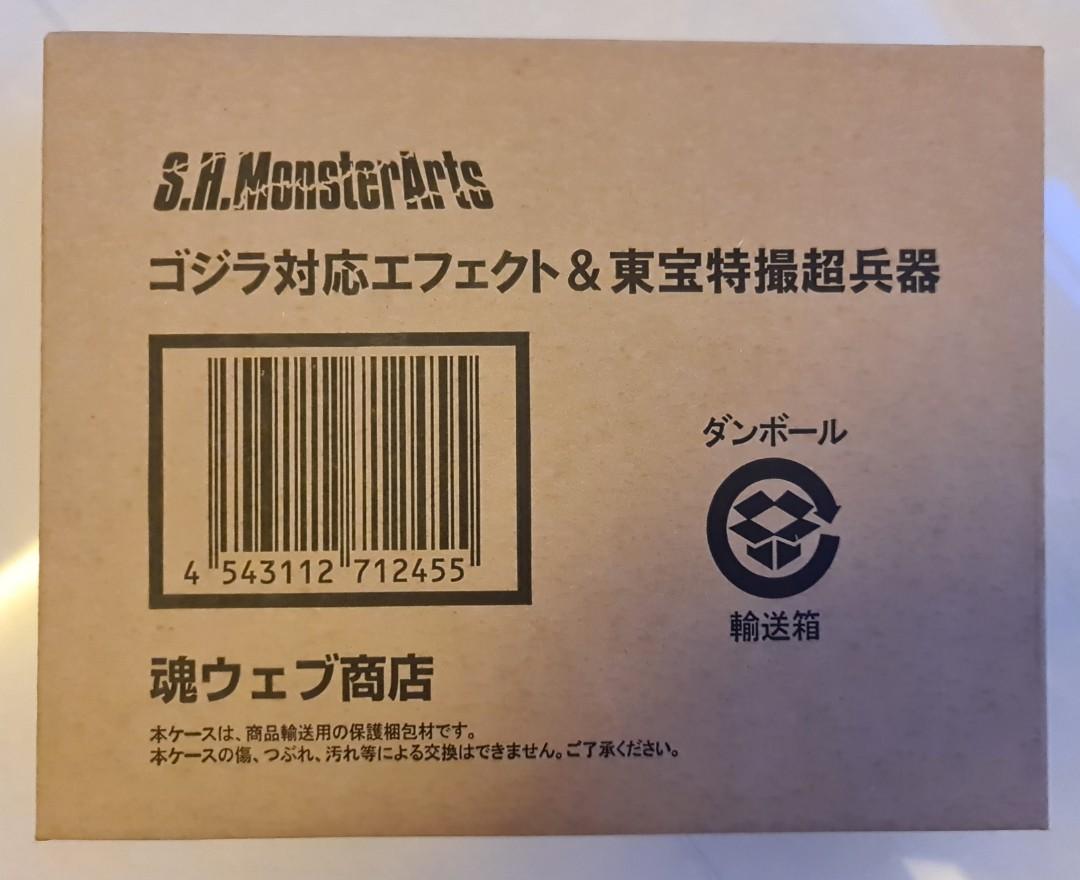 S.H.MonsterArts
ゴジラ対応エフェクト&東宝特撮超兵器
4 543112 712455
ダンボール
輸送箱
魂ウェブ商店
本ケースは、商品輸送用の保護梱包材です。
本ケースの傷、つぶれ、汚れ等による交換はできません。ご了承ください。